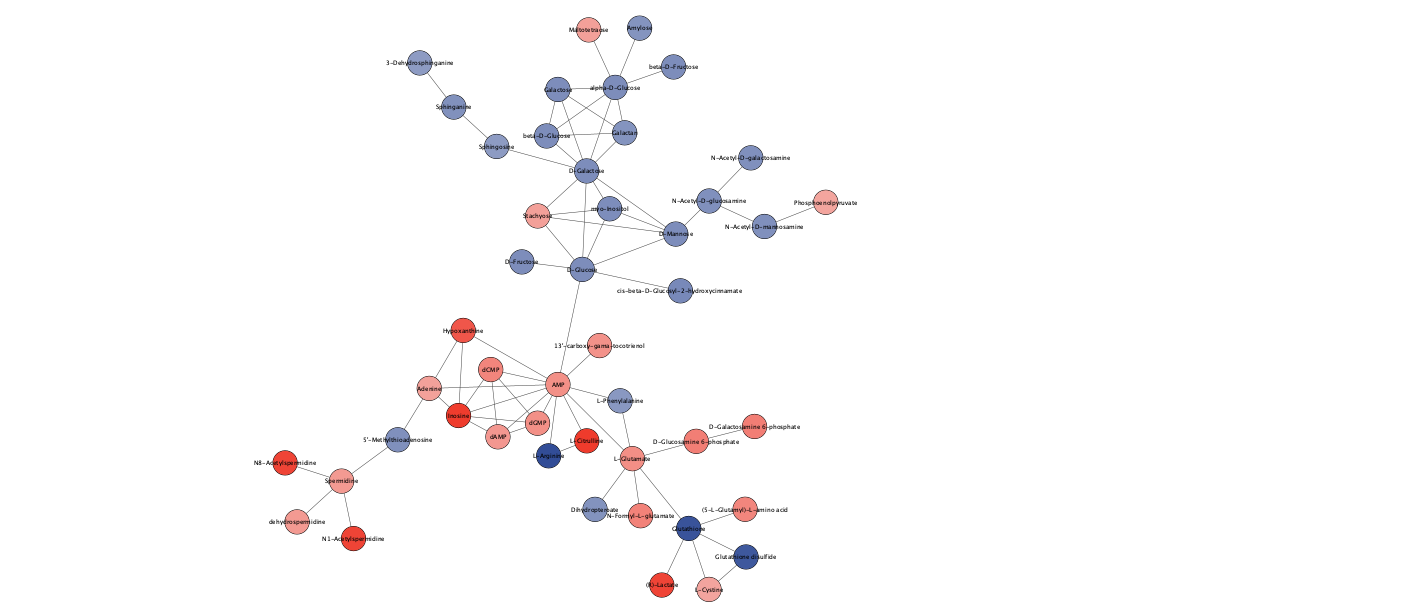 Maltotetraose
Amylose
3-Dehydrosphinganine
beta-D-Fructose
Galactose
alpha-D-Glucose
Sphinganine
beta-D-Glucose
Galactan
Sphingosine
N-Acetyl-D-galactosamine
D-Galactose
N-Acetyl-D-glucosamine
Phosphoenolpyruvate
myo-Inositol
Stachyose
N-Acetyl-D-mannosamine
D-Mannose
D-Fructose
D-Glucose
cis-beta-D-Glucosyl-2-hydroxycinnamate
Hypoxanthine
13'-carboxy-gama-tocotrienol
dCMP
AMP
Adenine
L-Phenylalanine
Inosine
dGMP
D-Galactosamine 6-phosphate
dAMP
5'-Methylthioadenosine
L-Citrulline
D-Glucosamine 6-phosphate
L-Arginine
L-Glutamate
N8-Acetylspermidine
Spermidine
Dihydropteroate
(5-L-Glutamyl)-L-amino acid
N-Formyl-L-glutamate
dehydrospermidine
Glutathione
N1-Acetylspermidine
Glutathione disulfide
(R)-Lactate
L-Cystine